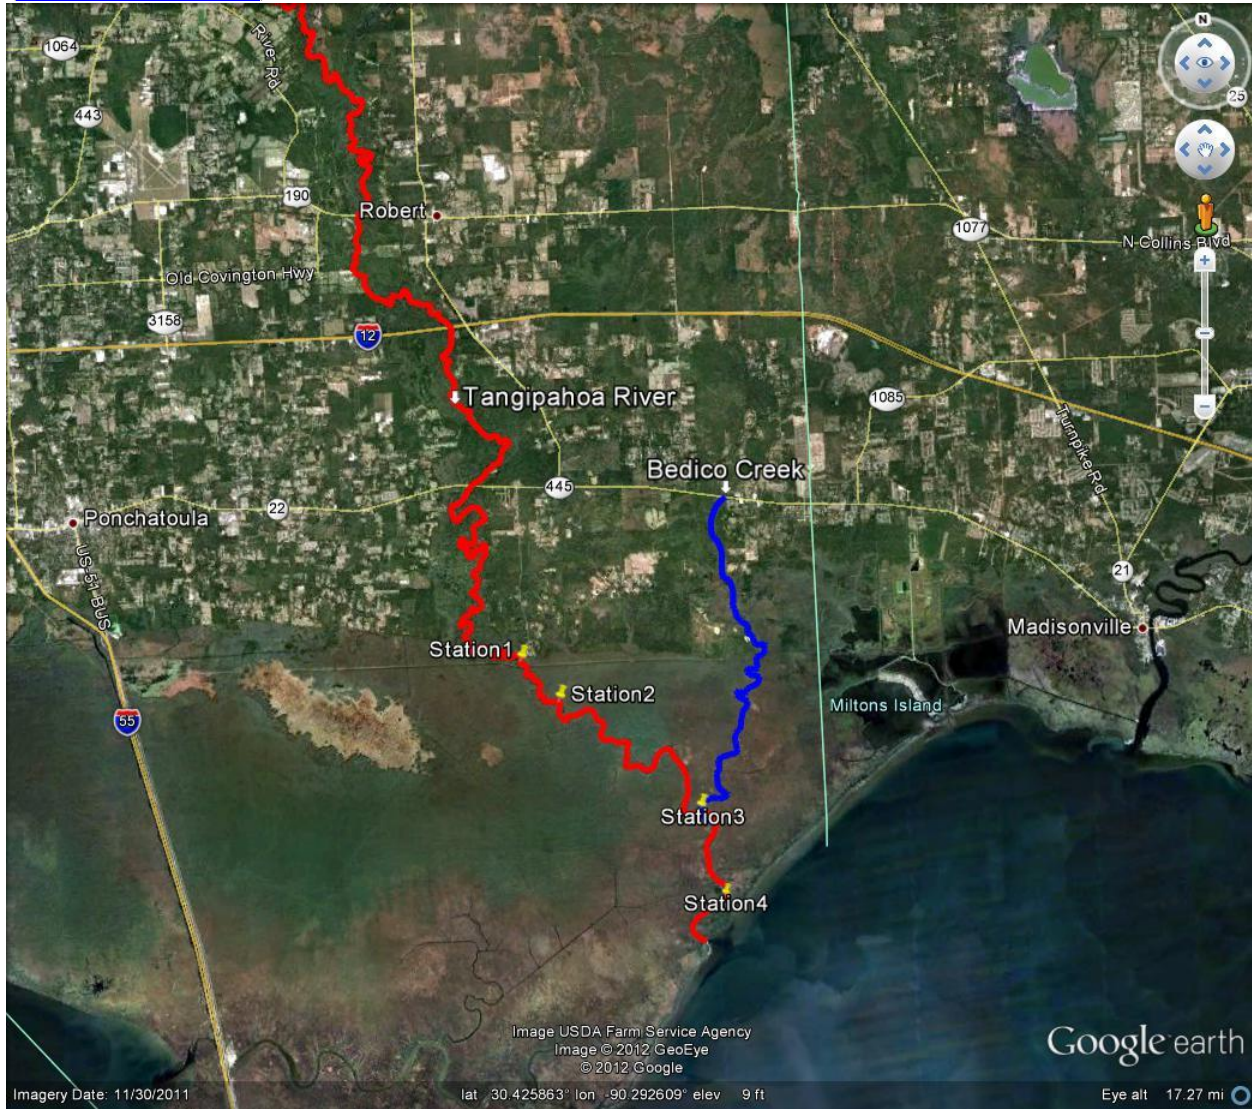 N
1064
River Rd
25
443
190
Robert
1077
N Collins Blvd
Old Covington Hwy
3158
12
Tangipahoa River
1085
Turnpike Rd
Bedico Creek
445
22
Ponchatoula
US-51 BUS
21
Madisonville
Station1
Station2
Miltons Island
55
Station3
Station4
Image USDA Farm Service Agency
Image © 2012 GeoEye
© 2012 Google
Google earth
Imagery Date: 11/30/2011 lat 30.425863° lon -90.292609° elev 9 ft Eye alt 17.27 mi